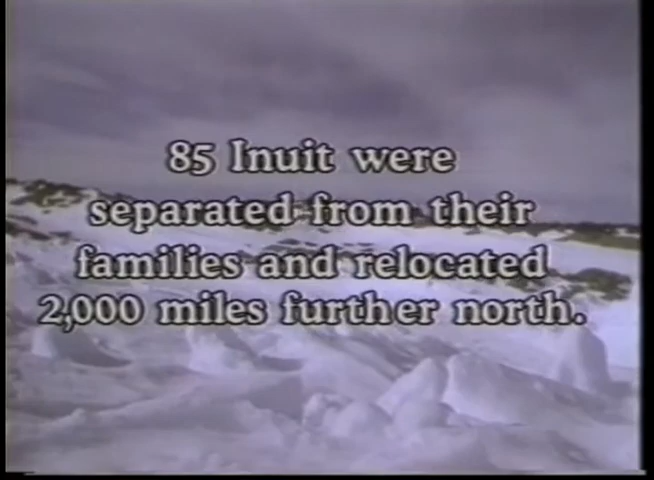 85 Inuit were
separated from their
families and relocated
2,000 miles further north.